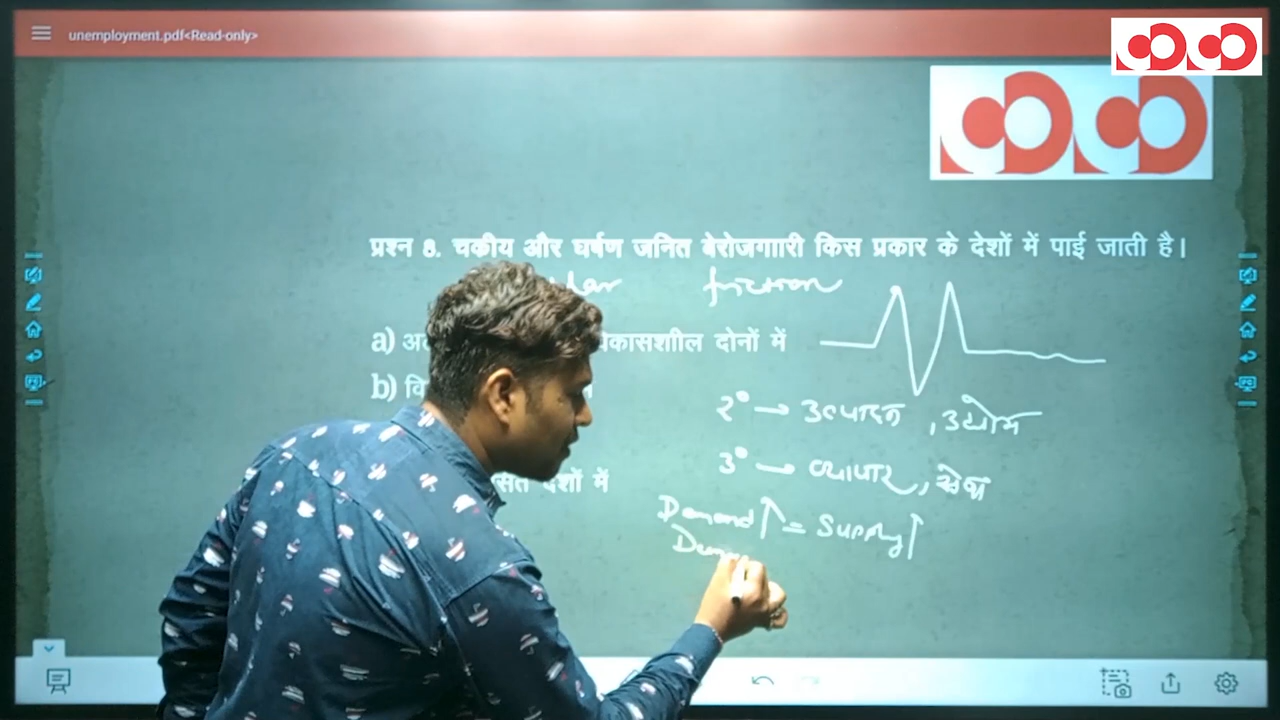 unemployment.pdf<Read-only>
प्रश्न 8. चकीय और घर्षण जनित बेरोजगाारी किस प्रकार के देशों में पाई जाती है।
friction
a) अ
दोनों में
b) वि
2° → उत्पादन , उद्योग
3° → व्यापार, सेवा
देशों में
Demand↑ = Supply↑